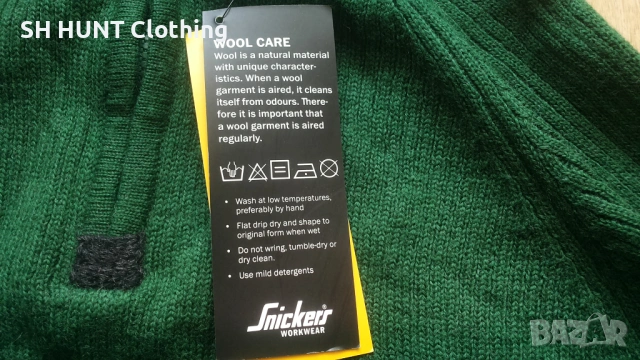 SH HUNT Clothing
WOOL CARE
Wool is a natural material
with unique character-
istics. When a wool
garment is aired, it cleans
itself from odours. There-
fore it is important that
a wool garment is aired
regularly.
• Wash at low temperatures,
preferably by hand
• Flat drip dry and shape to
original form when wet
• Do not wring, tumble-dry or
dry clean.
• Use mild detergents
Snickers®
WORKWEAR
BAZAR
bg